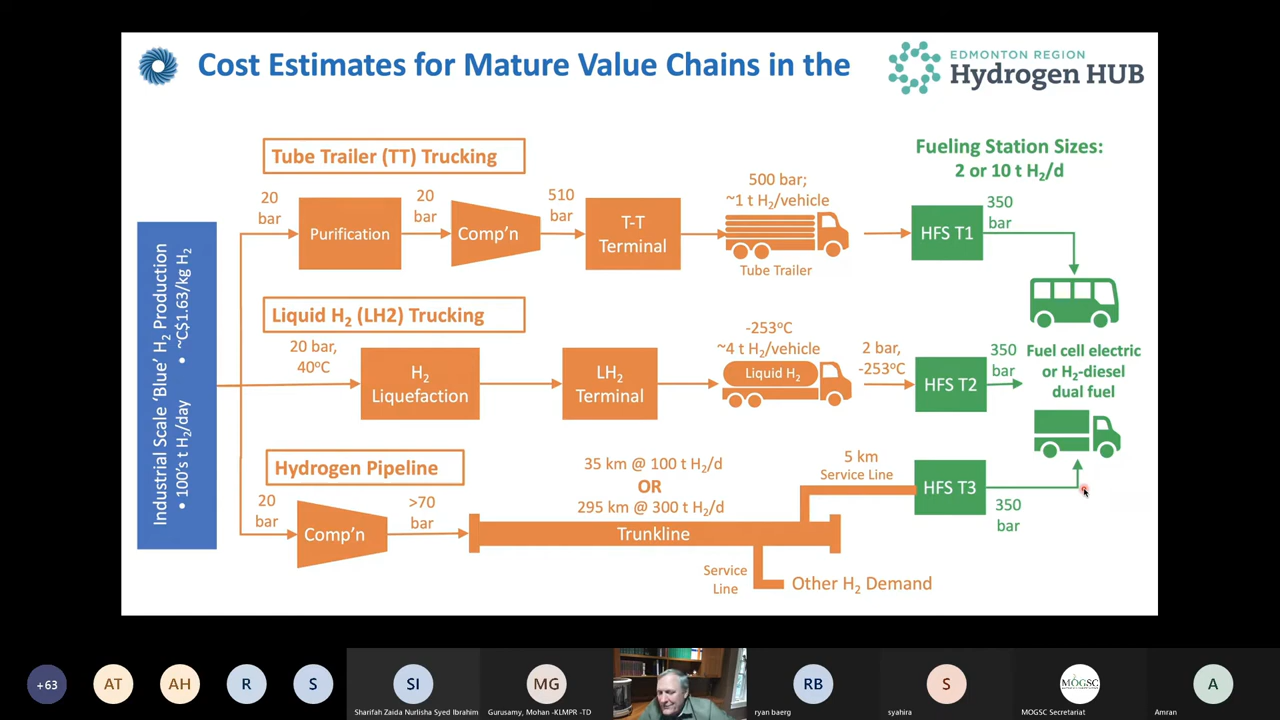 Cost Estimates for Mature Value Chains in the
EDMONTON REGION
Hydrogen HUB
Tube Trailer (TT) Trucking
Fueling Station Sizes:
2 or 10 t H₂/d
20
bar
Purification
20
bar
Comp'n
510
bar
T-T
Terminal
500 bar;
~1 t H₂/vehicle
Tube Trailer
HFS T1
350
bar
Industrial Scale 'Blue' H₂ Production
• 100's t H₂/day • ~C$1.63/kg H₂
Liquid H₂ (LH2) Trucking
20 bar,
40°C
H₂
Liquefaction
LH₂
Terminal
-253°C
~4 t H₂/vehicle
Liquid H₂
2 bar,
-253°C
HFS T2
350
bar
Fuel cell electric
or H₂-diesel
dual fuel
Hydrogen Pipeline
20
bar
Comp'n
>70
bar
35 km @ 100 t H₂/d
OR
295 km @ 300 t H₂/d
Trunkline
5 km
Service Line
HFS T3
350
bar
Service
Line
Other H₂ Demand
+63
AT
AH
R
S
SI
Sharifah Zaida Nurlisha Syed Ibrahim
MG
Gurusamy, Mohan -KLMPR -TD
RB
ryan baerg
S
syahira
MOGSC
MOGSC Secretariat
A
Amran